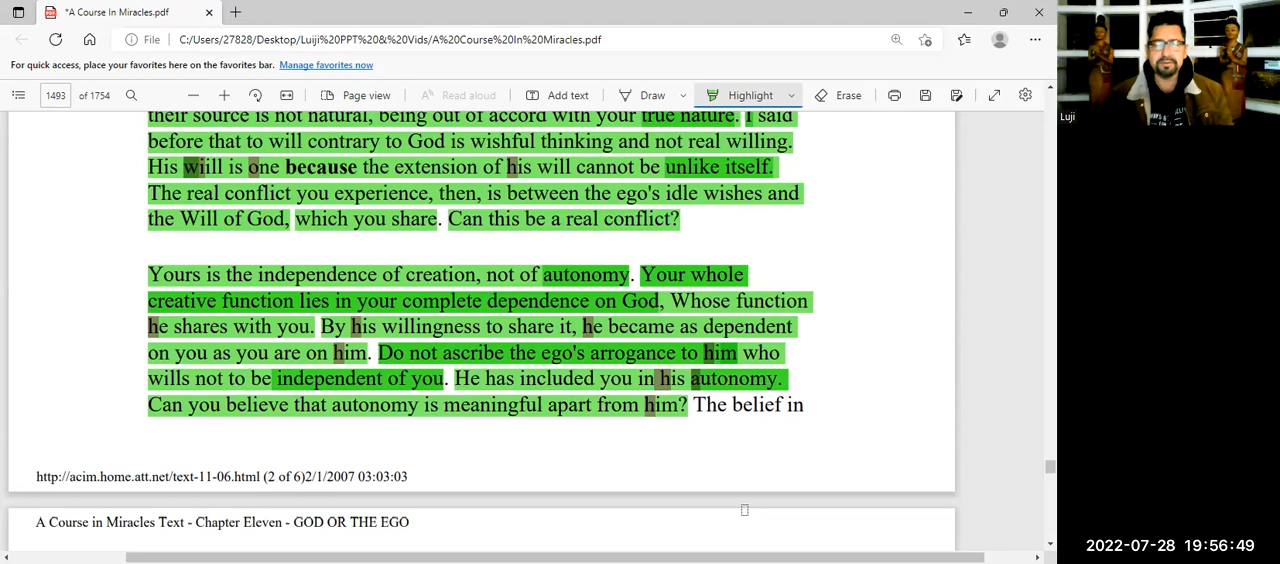 *A Course In Miracles.pdf
File
C:/Users/27828/Desktop/Luiji%20PPT%20&%20Vids/A%20Course%20In%20Miracles.pdf
For quick access, place your favorites here on the favorites bar. Manage favorites now
1493 of 1754
Page view
Read aloud
Add text
Draw
Highlight
Erase
their source is not natural, being out of accord with your true nature. I said
before that to will contrary to God is wishful thinking and not real willing.
His wiill is one because the extension of his will cannot be unlike itself.
The real conflict you experience, then, is between the ego's idle wishes and
the Will of God, which you share. Can this be a real conflict?
Yours is the independence of creation, not of autonomy. Your whole
creative function lies in your complete dependence on God, Whose function
he shares with you. By his willingness to share it, he became as dependent
on you as you are on him. Do not ascribe the ego's arrogance to him who
wills not to be independent of you. He has included you in his autonomy.
Can you believe that autonomy is meaningful apart from him? The belief in
http://acim.home.att.net/text-11-06.html (2 of 6)2/1/2007 03:03:03
A Course in Miracles Text - Chapter Eleven - GOD OR THE EGO
Luji
2022-07-28 19:56:49